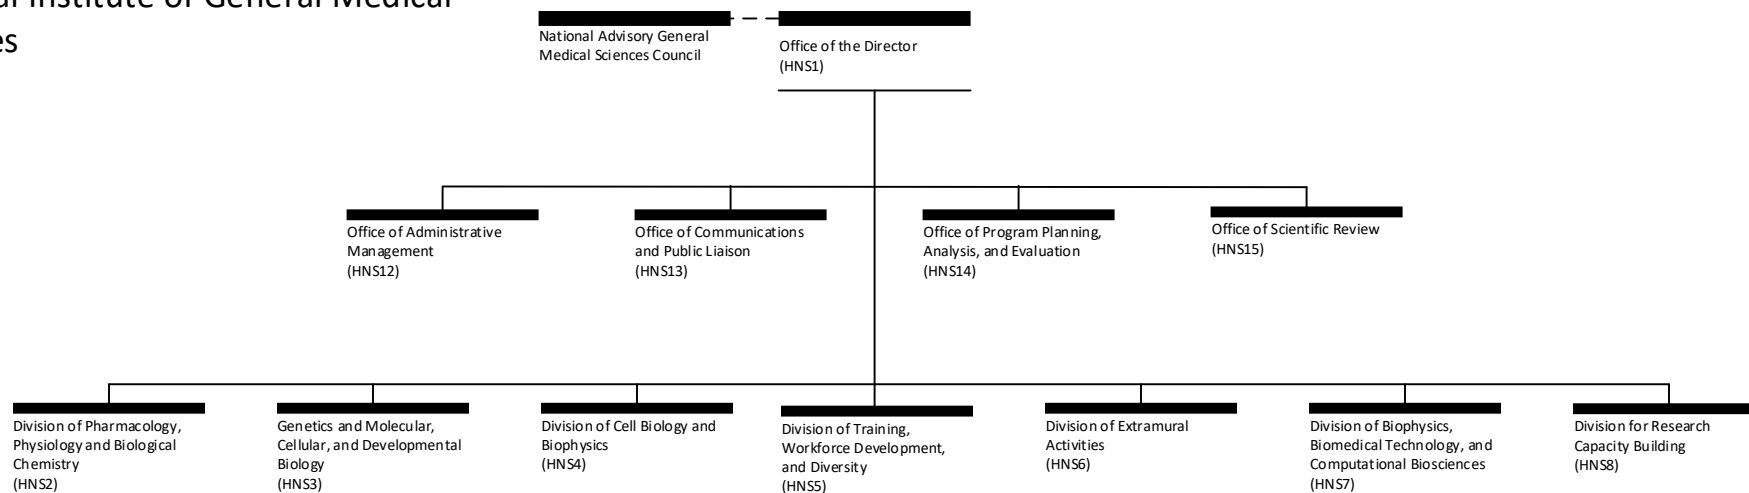 al Institute of General Medical
es
National Advisory General
Medical Sciences Council
Office of the Director
(HNS1)
Office of Administrative
Management
(HNS12)
Office of Communications
and Public Liaison
(HNS13)
Office of Program Planning,
Analysis, and Evaluation
(HNS14)
Office of Scientific Review
(HNS15)
Division of Pharmacology,
Physiology and Biological
Chemistry
(HNS2)
Genetics and Molecular,
Cellular, and Developmental
Biology
(HNS3)
Division of Cell Biology and
Biophysics
(HNS4)
Division of Training,
Workforce Development,
and Diversity
(HNS5)
Division of Extramural
Activities
(HNS6)
Division of Biophysics,
Biomedical Technology, and
Computational Biosciences
(HNS7)
Division for Research
Capacity Building
(HNS8)